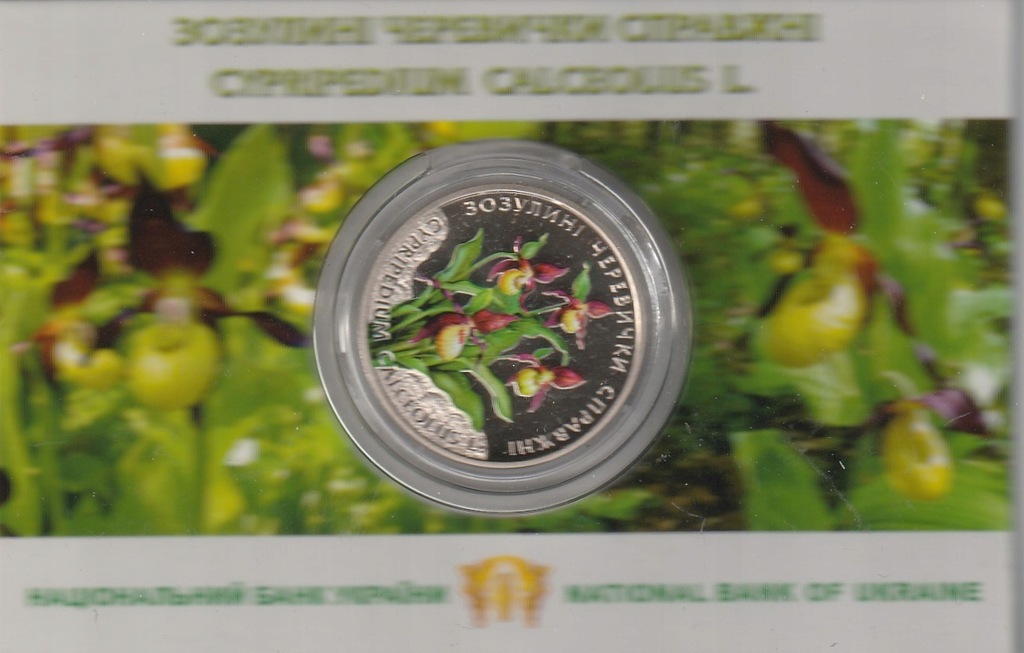 ЗОЗУЛИНІ ЧЕРЕВИЧКИ СПРАВЖНІ
CYPRIPEDIUM CALCEOLUS L.
ЗОЗУЛИНІ ЧЕРЕВИЧКИ СПРАВЖНІ
CYPRIPEDIUM CALCEOLUS L.
НАЦІОНАЛЬНИЙ БАНК УКРАЇНИ NATIONAL BANK OF UKRAINE